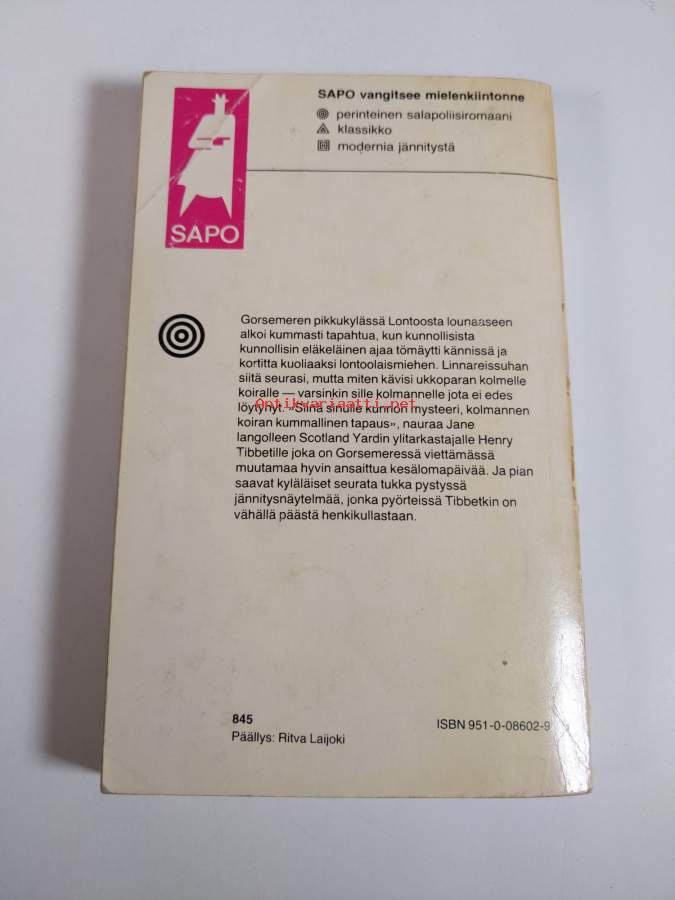 SAPO vangitsee mielenkiintonne
perinteinen salapoliisiromaani
klassikko
modernia jännitystä
SAPO
Gorsemeren pikkukylässä Lontoosta lounaaseen
alkoi kummasti tapahtua, kun kunnollisista
kunnollisin eläkeläinen ajaa tömäytti kännissä ja
kortitta kuoliaaksi lontoolaismiehen. Linnareissuhan
siitä seurasi, mutta miten kävisi ukkoparan kolmelle
koiralle — varsinkin sille kolmannelle jota ei edes
Antikvariaatti.net
löytynyt. »Siinä sinulle kunnon mysteeri, kolmannen
koiran kummallinen tapaus», nauraa Jane
langolleen Scotland Yardin ylitarkastajalle Henry
Tibbetille joka on Gorsemeressä viettämässä
muutamaa hyvin ansaittua kesälomapäivää. Ja pian
saavat kyläläiset seurata tukka pystyssä
jännitysnäytelmää, jonka pyörteissä Tibbetkin on
vähällä päästä henkikullastaan.
845
Päällys: Ritva Laijoki
ISBN 951-0-08602-9